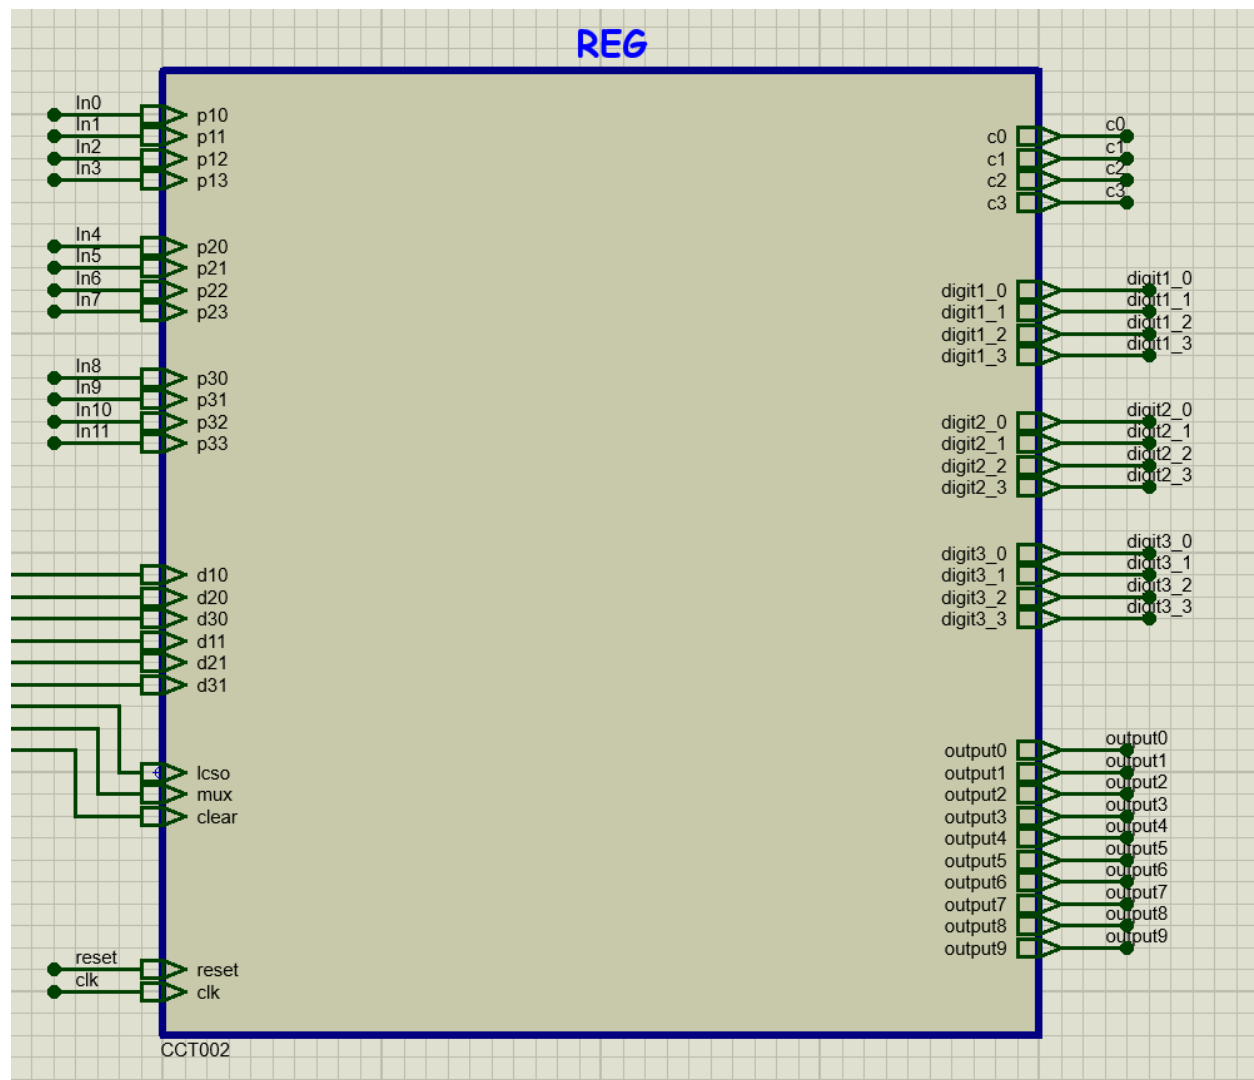 REG
In0
p10
In1
p11
In2
p12
In3
p13
In4
p20
In5
p21
In6
p22
In7
p23
In8
p30
In9
p31
In10
p32
In11
p33
d10
d20
d30
d11
d21
d31
lcso
mux
clear
reset
reset
clk
clk
c0
c0
c1
c1
c2
c2
c3
c3
digit1_0
digit1_0
digit1_1
digit1_1
digit1_2
digit1_2
digit1_3
digit1_3
digit2_0
digit2_0
digit2_1
digit2_1
digit2_2
digit2_2
digit2_3
digit2_3
digit3_0
digit3_0
digit3_1
digit3_1
digit3_2
digit3_2
digit3_3
digit3_3
output0
output0
output1
output1
output2
output2
output3
output3
output4
output4
output5
output5
output6
output6
output7
output7
output8
output8
output9
output9
CCT002